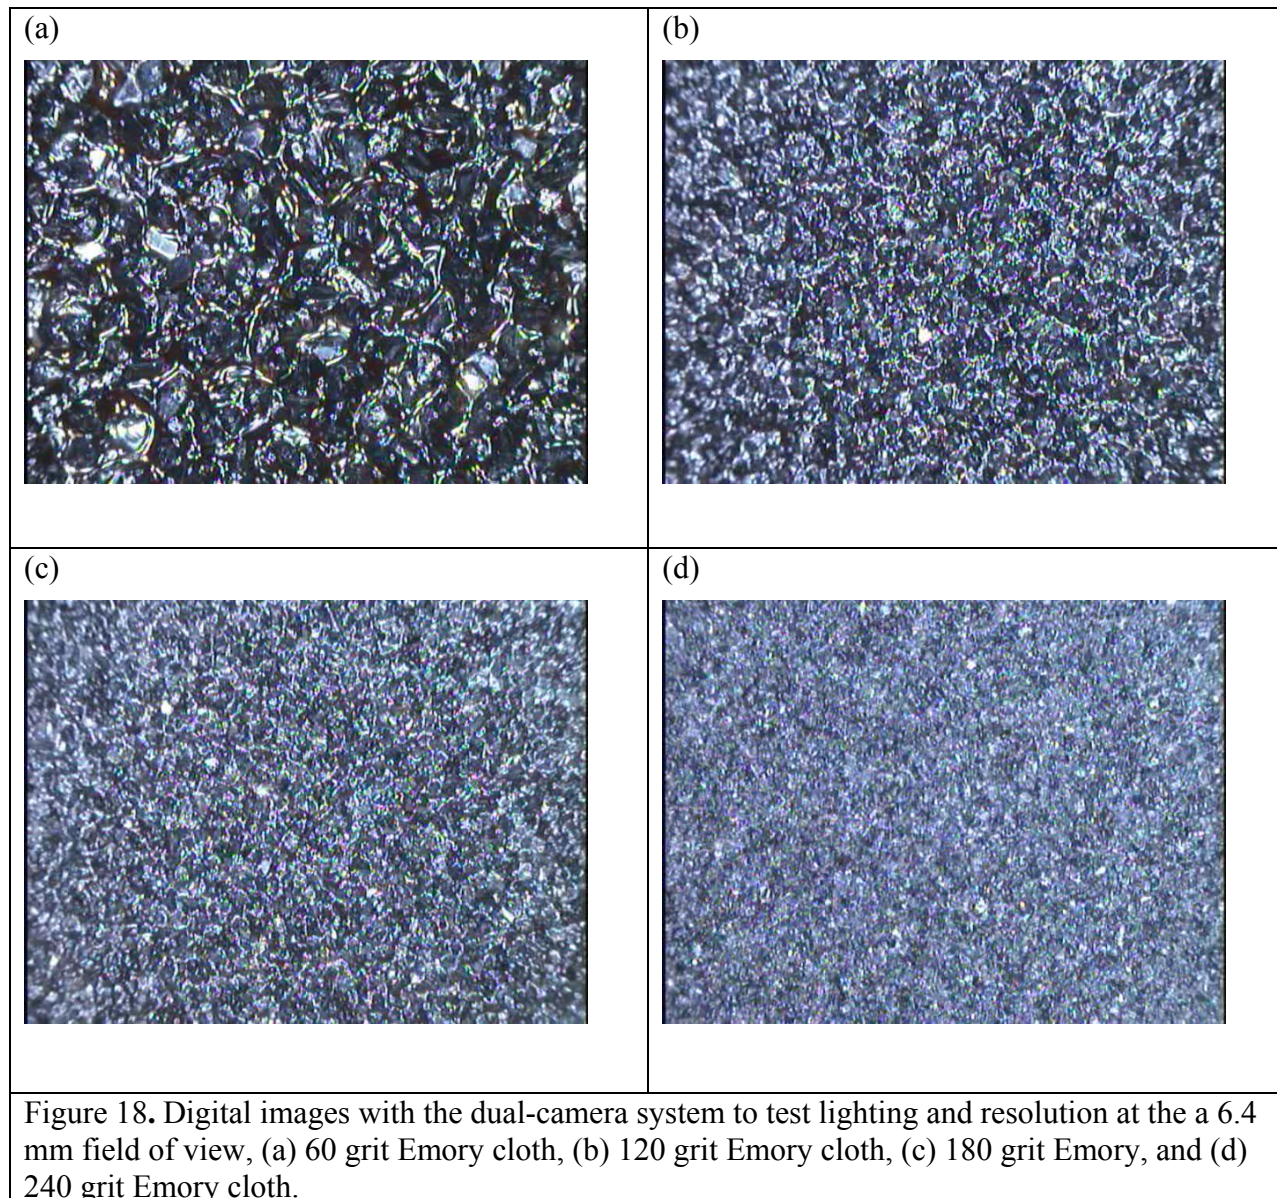 (a)
(b)
(c)
(d)
Figure 18. Digital images with the dual-camera system to test lighting and resolution at the a 6.4
mm field of view, (a) 60 grit Emory cloth, (b) 120 grit Emory cloth, (c) 180 grit Emory, and (d)
240 grit Emory cloth.